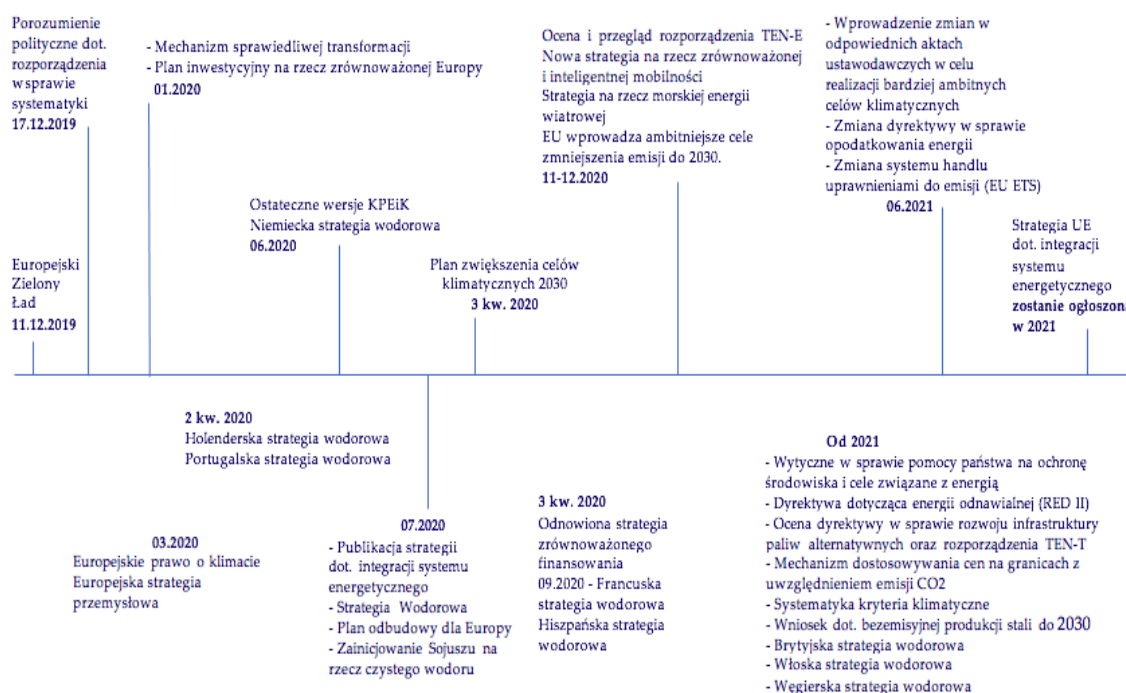 Porozumienie
polityczne dot.
rozporządzenia
w sprawie
systematyki
17.12.2019
- Mechanizm sprawiedliwej transformacji
- Plan inwestycyjny na rzecz zrównoważonej Europy
01.2020
Ocena i przegląd rozporządzenia TEN-E
Nowa strategia na rzecz zrównoważonej
i inteligentnej mobilności
Strategia na rzecz morskiej energii
wiatrowej
EU wprowadza ambitniejsze cele
zmniejszenia emisji do 2030.
11-12.2020
- Wprowadzenie zmian w
odpowiednich aktach
ustawodawczych w celu
realizacji bardziej ambitnych
celów klimatycznych
- Zmiana dyrektywy w sprawie
opodatkowania energii
- Zmiana systemu handlu
uprawnieniami do emisji (EU ETS)
06.2021
Europejski
Zielony
Ład
11.12.2019
Ostateczne wersje KPEiK
Niemiecka strategia wodorowa
06.2020
Plan zwiększenia celów
klimatycznych 2030
3 kw. 2020
Strategia UE
dot. integracji
systemu
energetycznego
zostanie ogłoszona
w 2021
03.2020
Europejskie prawo o klimacie
Europejska strategia
przemysłowa
2 kw. 2020
Holenderska strategia wodorowa
Portugalska strategia wodorowa
07.2020
- Publikacja strategii
dot. integracji systemu
energetycznego
- Strategia Wodorowa
- Plan odbudowy dla Europy
- Zainicjowanie Sojuszu na
rzecz czystego wodoru
3 kw. 2020
Odnowiona strategia
zrównoważonego
finansowania
09.2020 - Francuska
strategia wodorowa
Hiszpańska strategia
wodorowa
Od 2021
- Wytyczne w sprawie pomocy państwa na ochronę
środowiska i cele związane z energią
- Dyrektywa dotycząca energii odnawialnej (RED II)
- Ocena dyrektywy w sprawie rozwoju infrastruktury
paliw alternatywnych oraz rozporządzenia TEN-T
- Mechanizm dostosowywania cen na granicach z
uwzględnieniem emisji CO2
- Systematyka kryteria klimatyczne
- Wniosek dot. bezemisyjnej produkcji stali do 2030
- Brytyjska strategia wodorowa
- Włoska strategia wodorowa
- Węgierska strategia wodorowa